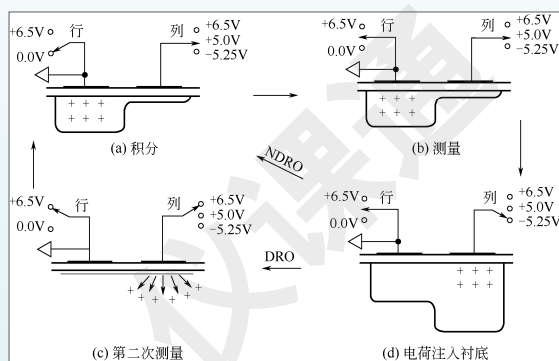 +6.5V
行
0.0V
列
+6.5V
+5.0V
−5.25V
+ + +
+ + +
(a) 积分
+6.5V
行
0.0V
列
+6.5V
+5.0V
−5.25V
+ + +
+ + +
(b) 测量
NDRO
DRO
+6.5V
行
0.0V
列
+6.5V
+5.0V
−5.25V
+ + + + + +
(c) 第二次测量
+6.5V
行
0.0V
列
+6.5V
+5.0V
−5.25V
+ + +
+ + +
(d) 电荷注入衬底
仪课通